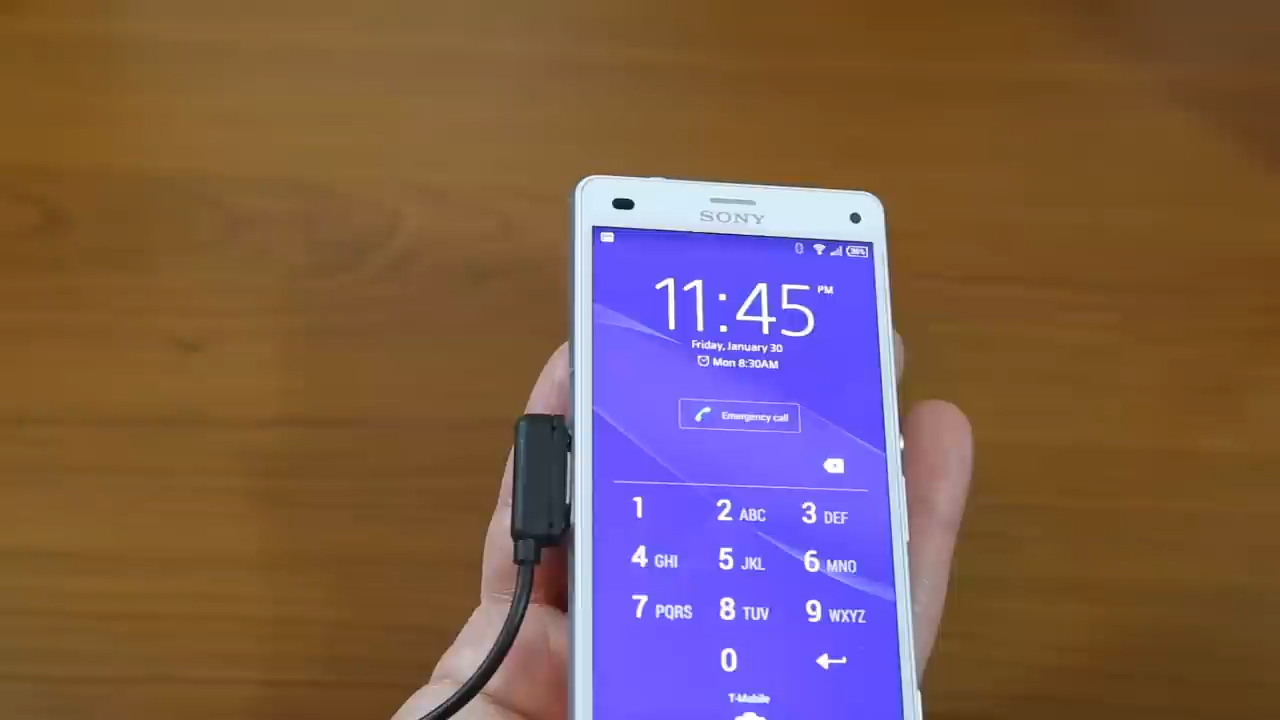 SONY
11:45 PM
Friday, January 30
Mon 8:30AM
Emergency call
1 2 ABC 3 DEF
4 GHI 5 JKL 6 MNO
7 PQRS 8 TUV 9 WXYZ
0
T-Mobile